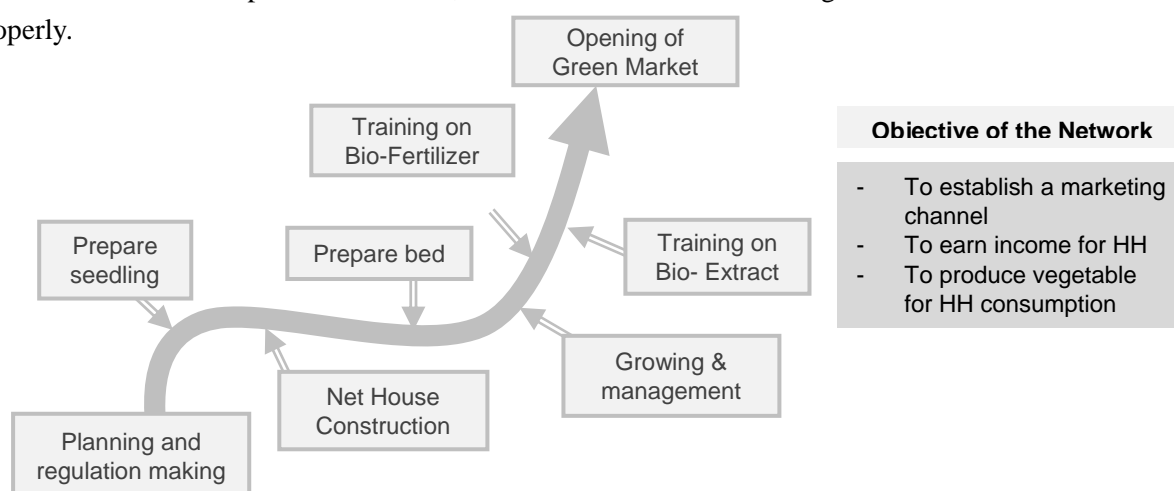 operly.
Opening of
Green Market
Training on
Bio-Fertilizer
Objective of the Network
- To establish a marketing
channel
- To earn income for HH
- To produce vegetable
for HH consumption
Prepare
seedling
Prepare bed
Training on
Bio- Extract
Growing &
management
Net House
Construction
Planning and
regulation making